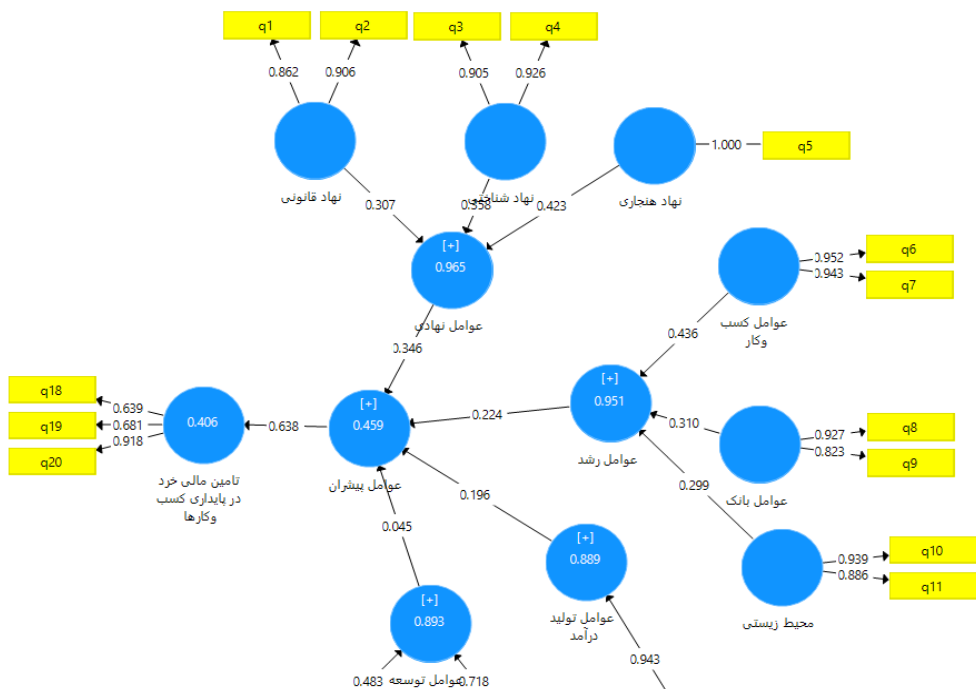 q1
q2
q3
q4
0.862
0.906
0.905
0.926
1.000
q5
نهاد قانونی
نهاد شناختی
نهاد هنجاری
0.307
0.358
0.423
[+]
0.965
عوامل نهادی
0.952
0.943
q6
q7
عوامل کسب
وکار
0.436
0.346
q18
q19
q20
0.639
0.681
0.918
0.406
0.638
[+]
0.459
0.224
[+]
0.951
0.310
0.927
0.823
q8
q9
تامین مالی خرد
در پایداری کسب
وکارها
عوامل پیشران
عوامل رشد
عوامل بانک
0.299
0.196
0.045
[+]
0.889
0.939
0.886
q10
q11
عوامل تولید
درآمد
محیط زیستی
[+]
0.893
0.943
0.483
عوامل توسعه
0.718